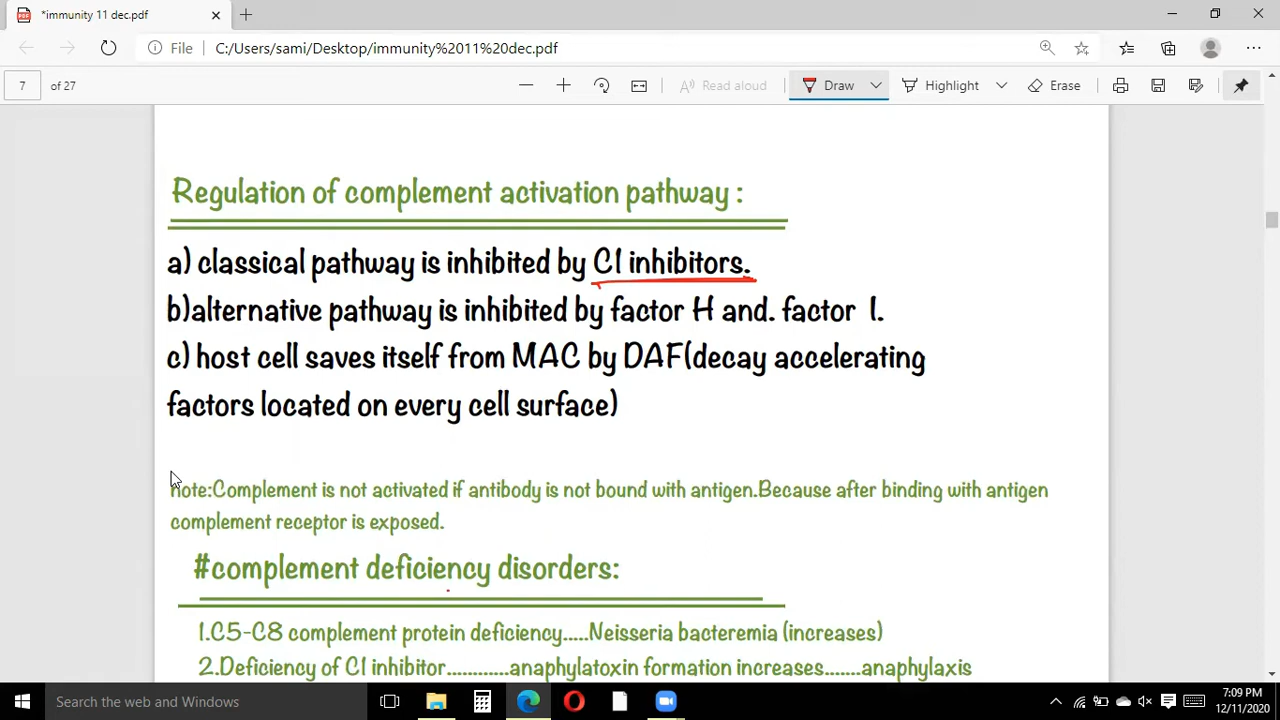 *immunity 11 dec.pdf
File C:/Users/sami/Desktop/immunity%2011%20dec.pdf
7 of 27 Read aloud Draw Highlight Erase
Regulation of complement activation pathway :
a) classical pathway is inhibited by C1 inhibitors.
b)alternative pathway is inhibited by factor H and. factor 1.
c) host cell saves itself from MAC by DAF(decay accelerating
factors located on every cell surface)
note:Complement is not activated if antibody is not bound with antigen.Because after binding with antigen
complement receptor is exposed.
#complement deficiency disorders:
1.C5-C8 complement protein deficiency.....Neisseria bacteremia (increases)
2.Deficiency of C1 inhibitor............anaphylatoxin formation increases.......anaphylaxis
Search the web and Windows
7:09 PM
12/11/2020